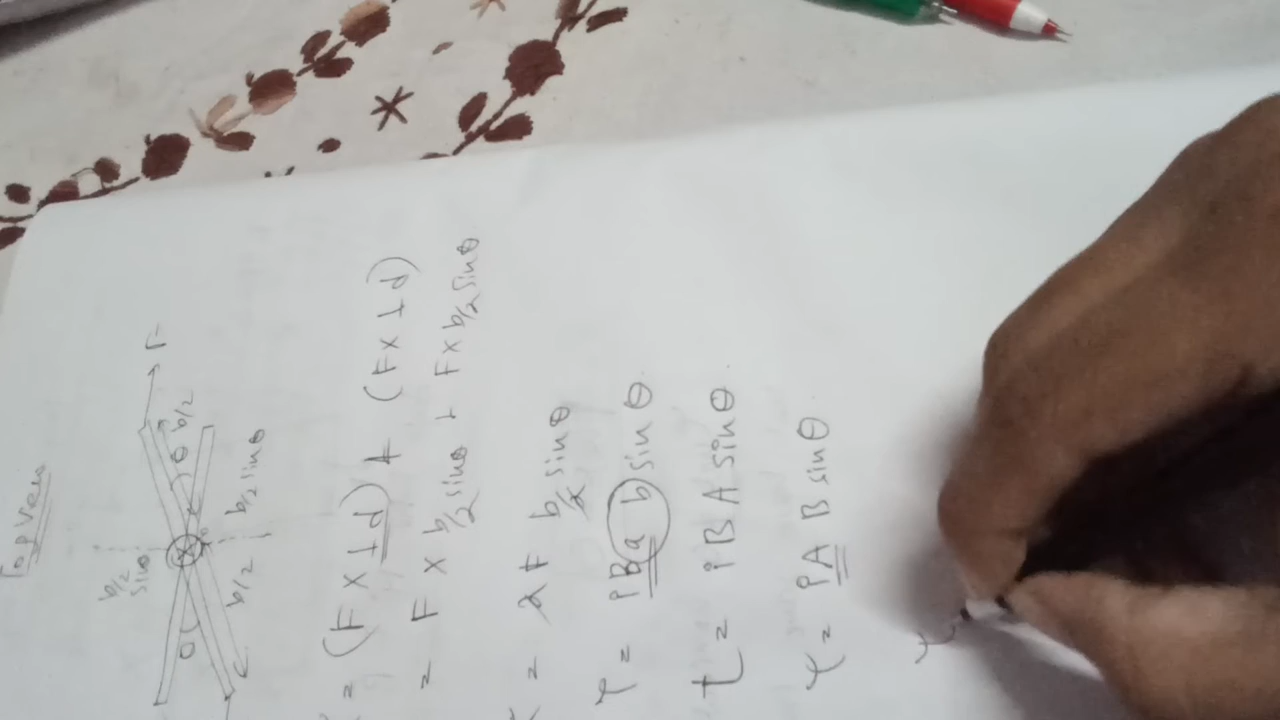 Top View
F
b/2
θ
b/2 sinθ
b/2 sinθ
θ
b/2
= (F × ⊥d) + (F × ⊥d)
= F × b/2 sinθ + F × b/2 sinθ
= 2F b/2 sinθ
τ = IBa b sinθ
τ = IBA sinθ
τ = IAB sinθ
τ